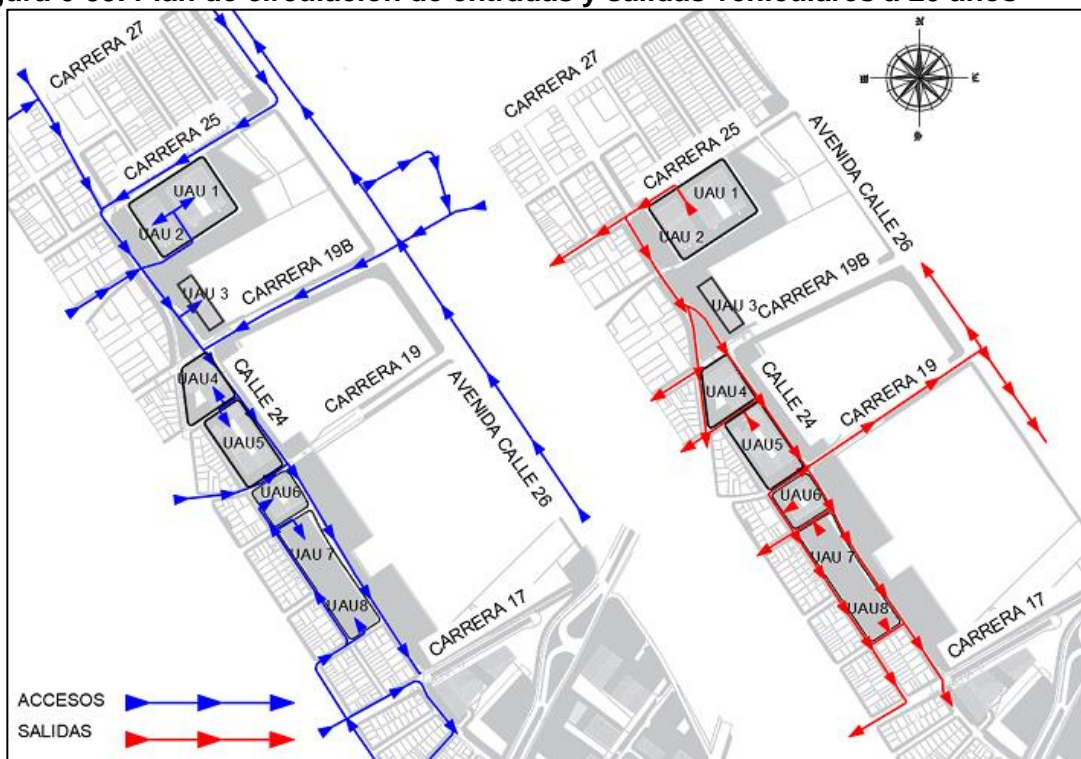 CARRERA 27
CARRERA 25
UAU 1
UAU 2
UAU 3
CARRERA 19B
UAU4
CALLE 24
CARRERA 19
UAU5
AVENIDA CALLE 26
UAU6
UAU 7
UAU8
CARRERA 17
ACCESOS
SALIDAS
N
CARRERA 27
CARRERA 25
AVENIDA CALLE 26
UAU 1
UAU 2
UAU 3
CARRERA 19B
UAU4
CALLE 24
CARRERA 19
UAU5
UAU6
UAU 7
UAU8
CARRERA 17